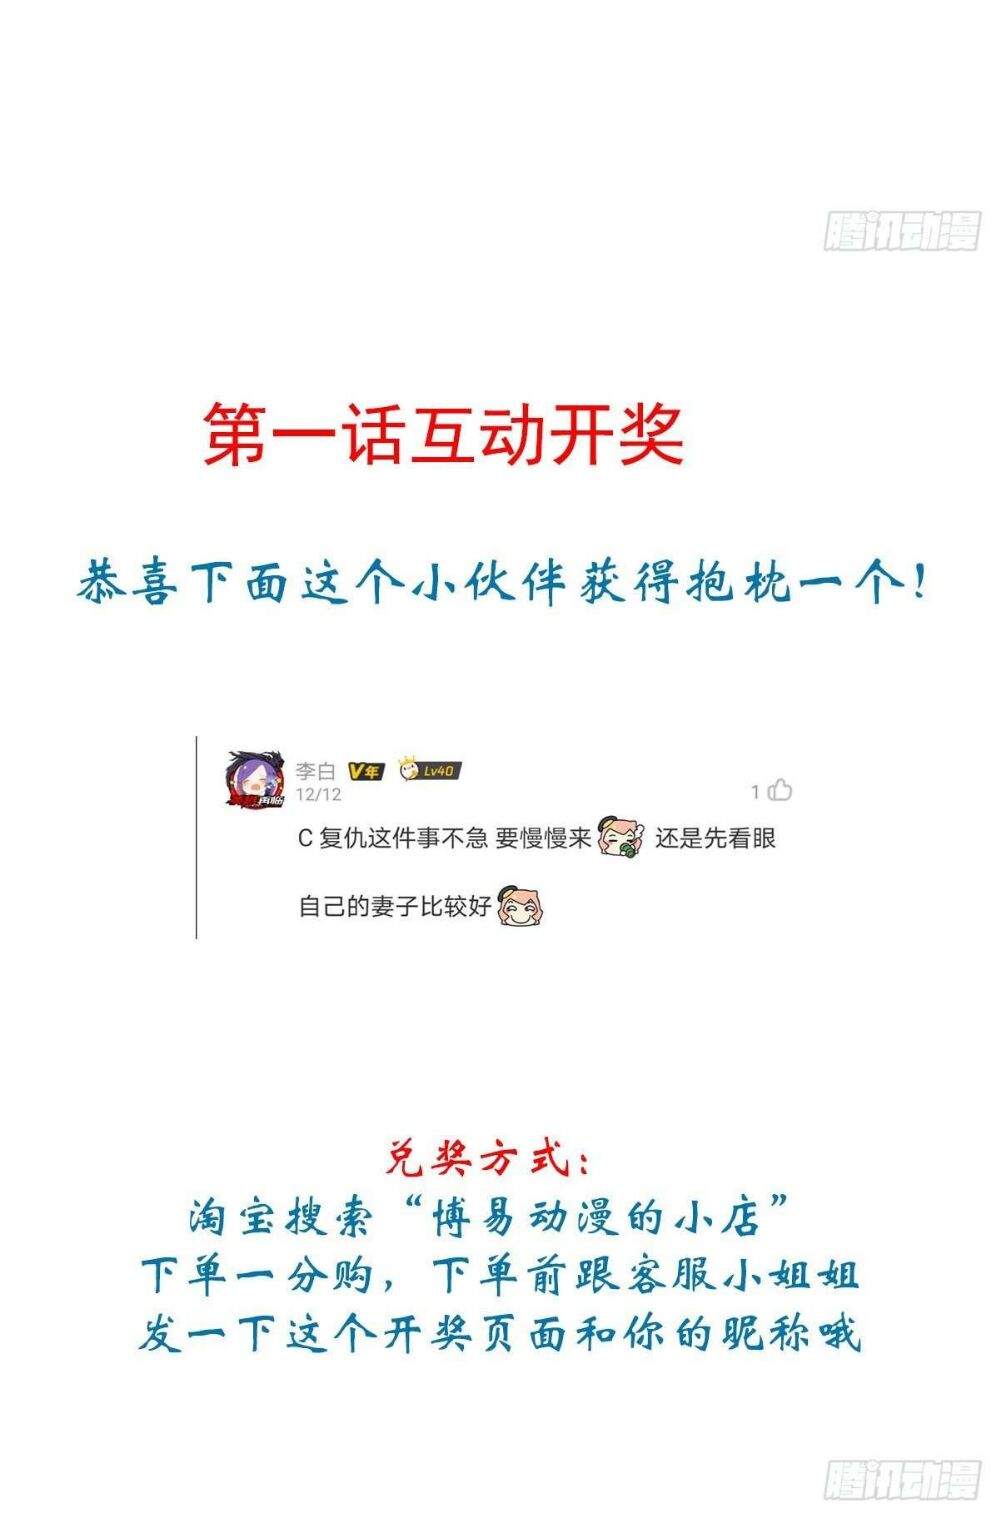 腾讯动漫
第一话互动开奖
恭喜下面这个小伙伴获得抱枕一个!
李白 V年 Lv40
12/12
1
C 复仇这件事不急 要慢慢来 还是先看眼
自己的妻子比较好
兑奖方式:
淘宝搜索“博易动漫的小店”
下单一分购，下单前跟客服小姐姐
发一下这个开奖页面和你的昵称哦
腾讯动漫